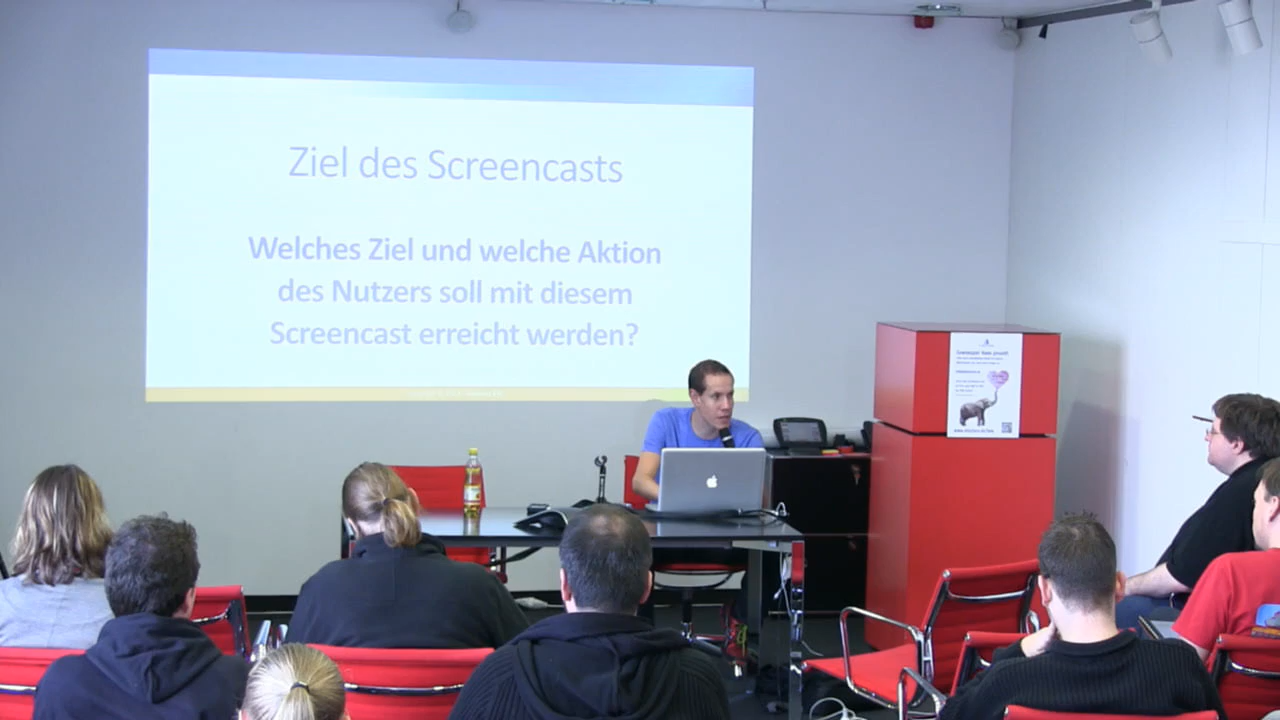 Ziel des Screencasts
Welches Ziel und welche Aktion
des Nutzers soll mit diesem
Screencast erreicht werden?